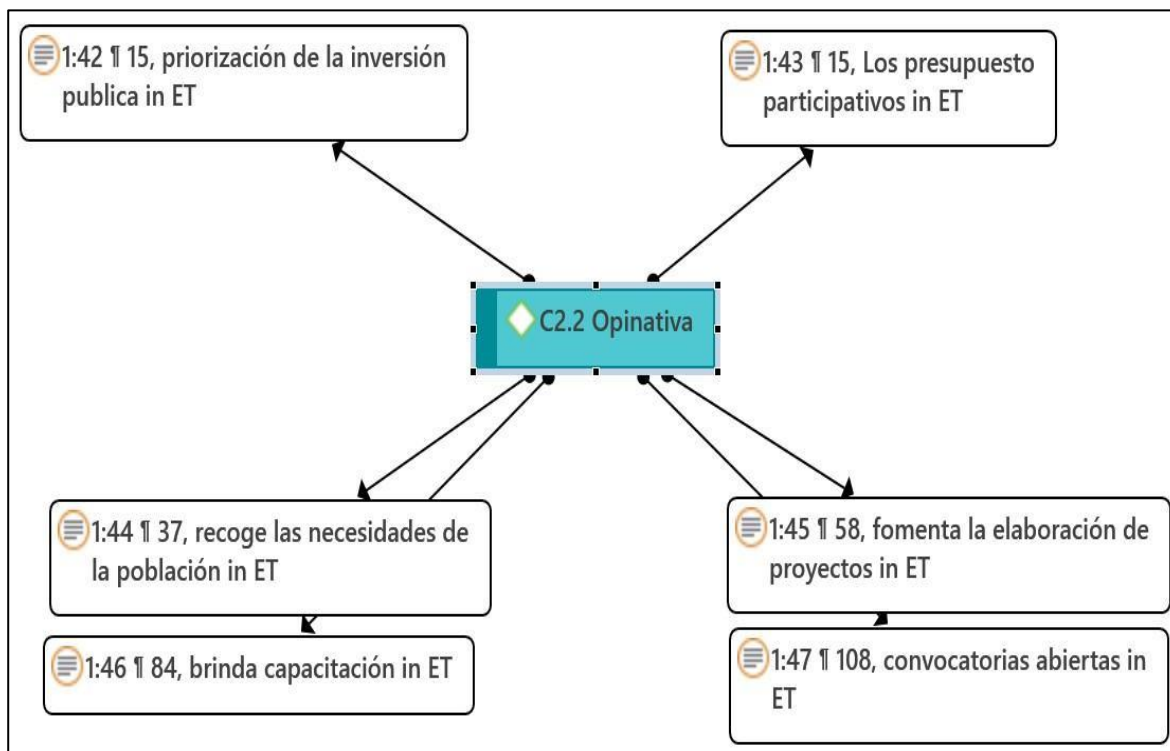 1:42 ¶ 15, priorización de la inversión
publica in ET
1:43 ¶ 15, Los presupuesto
participativos in ET
C2.2 Opinativa
1:44 ¶ 37, recoge las necesidades de
la población in ET
1:45 ¶ 58, fomenta la elaboración de
proyectos in ET
1:46 ¶ 84, brinda capacitación in ET
1:47 ¶ 108, convocatorias abiertas in
ET